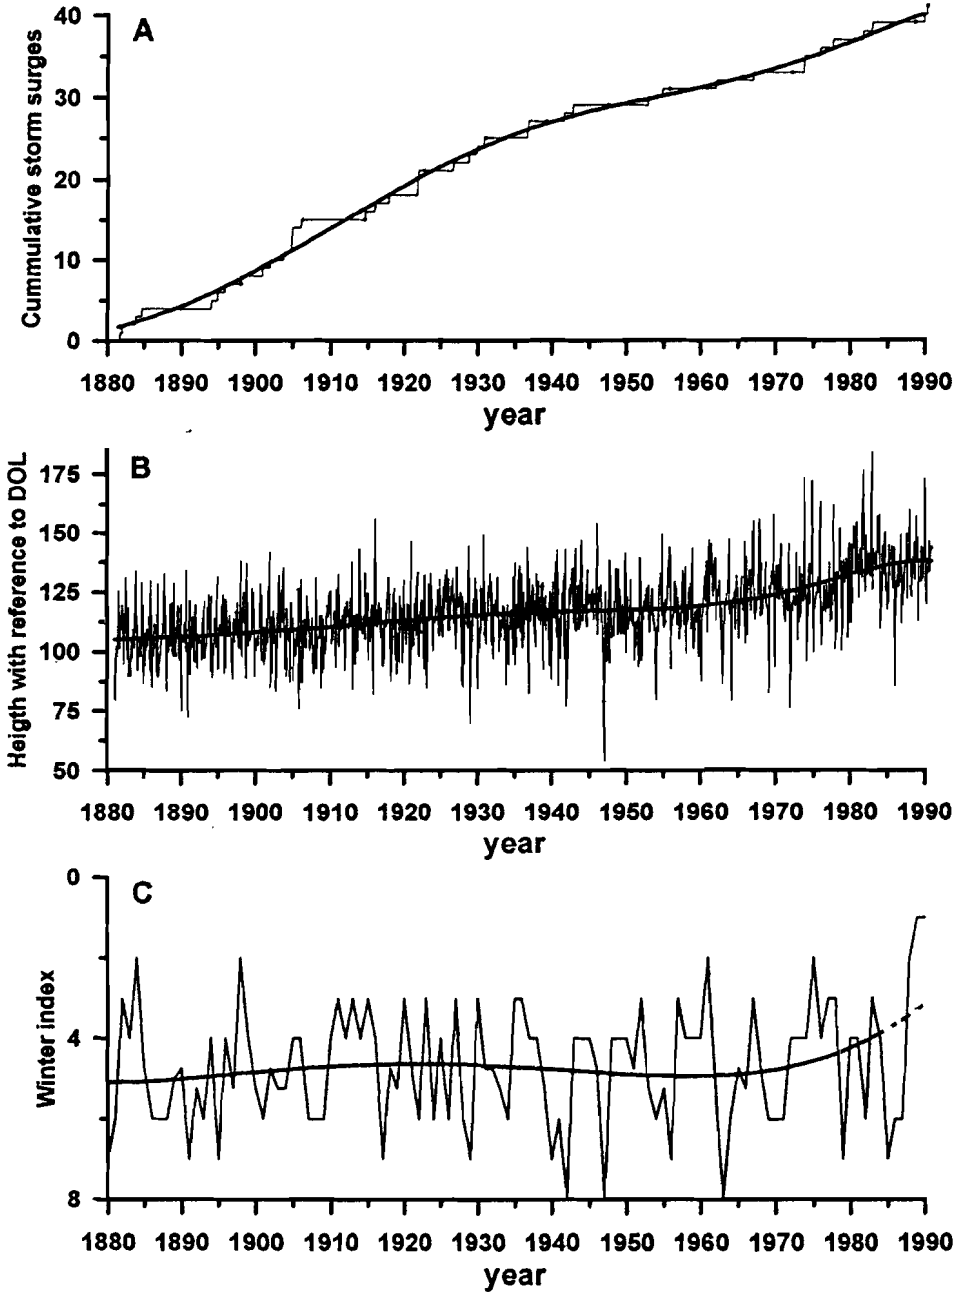 A
Cummulative storm surges
40
30
20
10
0
1880 1890 1900 1910 1920 1930 1940 1950 1960 1970 1980 1990
year
B
Heigth with reference to DOL
175
150
125
100
75
50
1880 1890 1900 1910 1920 1930 1940 1950 1960 1970 1980 1990
year
C
Winter index
0
4
8
1880 1890 1900 1910 1920 1930 1940 1950 1960 1970 1980 1990
year